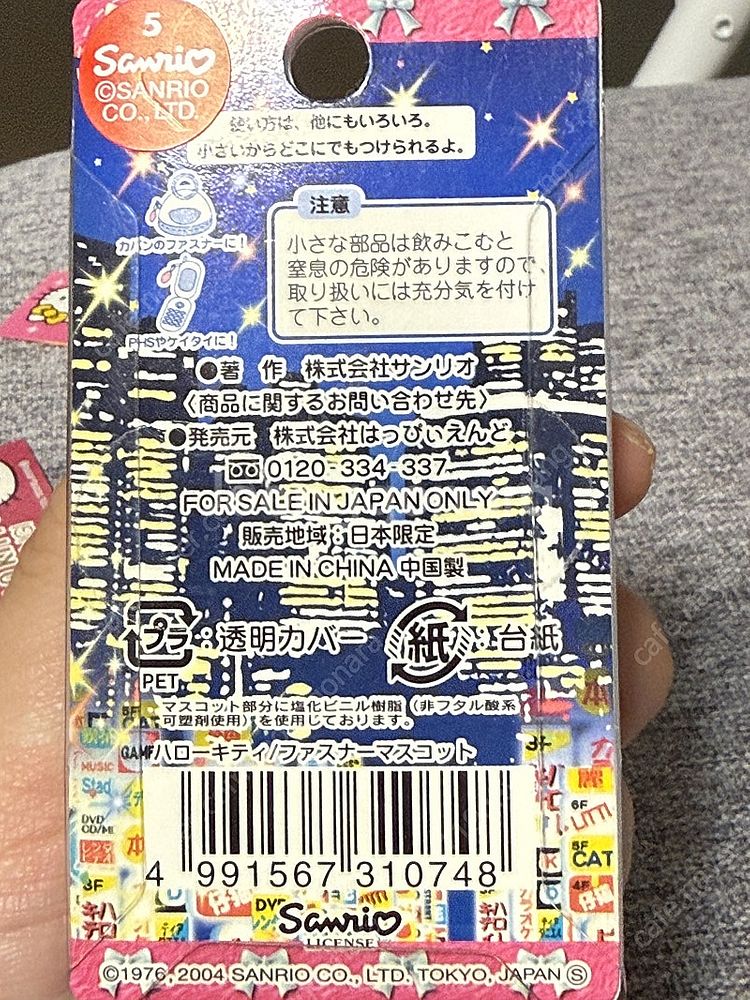 5
Sanrio
©SANRIO
CO., LTD.
使い方は、他にもいろいろ。
小さいからどこにでもつけられるよ。
カバンのファスナーに!
PHSやケイタイに!
注意
小さな部品は飲みこむと
窒息の危険がありますので、
取り扱いには充分気を付け
て下さい。
●著 作 株式会社サンリオ
〈商品に関するお問い合わせ先〉
●発売元 株式会社はっぴぃえんど
0120-334-337
FOR SALE IN JAPAN ONLY
販売地域:日本限定
MADE IN CHINA 中国製
プラ:透明カバー
PET
紙:台紙
マスコット部分に塩化ビニル樹脂(非フタル酸系
可塑剤使用)を使用しております。
ハローキティ/ファスナーマスコット
GAME
MUSIC
DVD
3F
6F
5F
CAT
4F
本
4 991567 310748
DVD
Sanrio
LICENSE
©1976, 2004 SANRIO CO., LTD. TOKYO, JAPAN Ⓢ